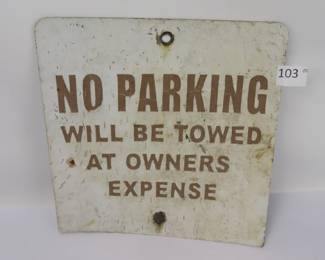 NO PARKING
WILL BE TOWED
AT OWNERS
EXPENSE
103